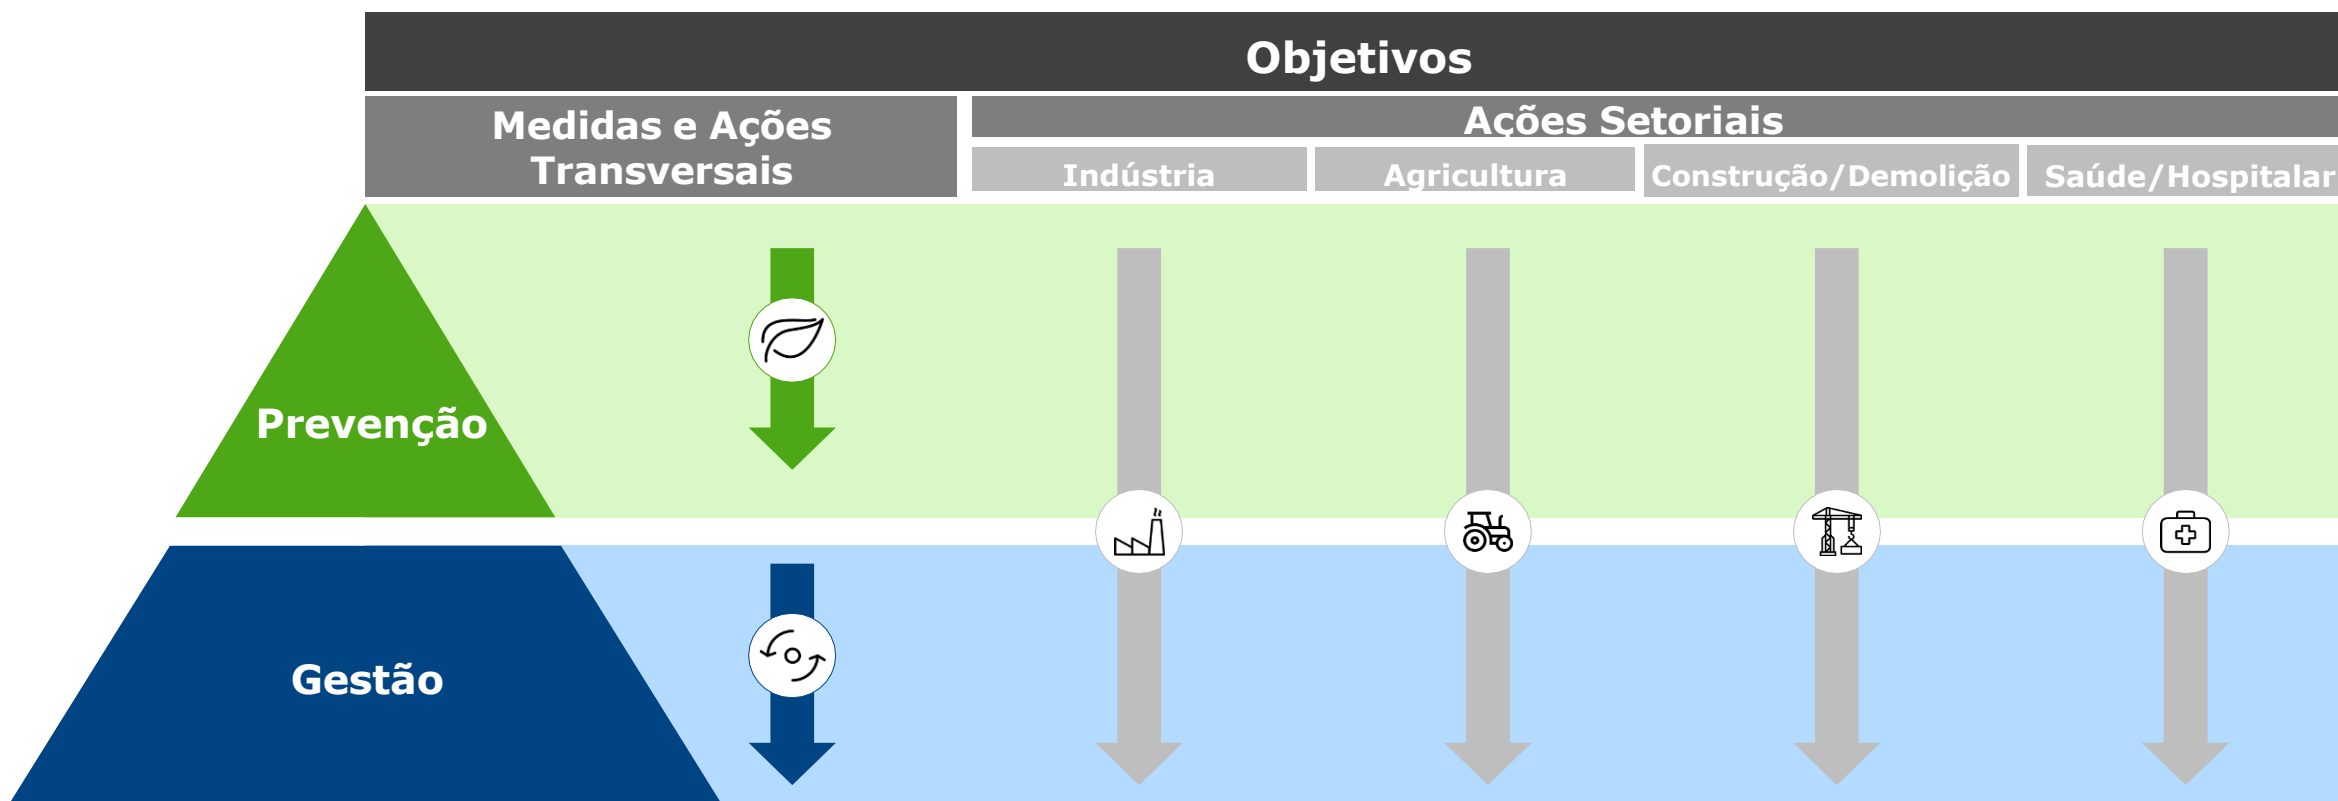 Objetivos
Medidas e Ações
Transversais
Ações Setoriais
Indústria
Agricultura
Construção/Demolição
Saúde/Hospitalar
Prevenção
Gestão